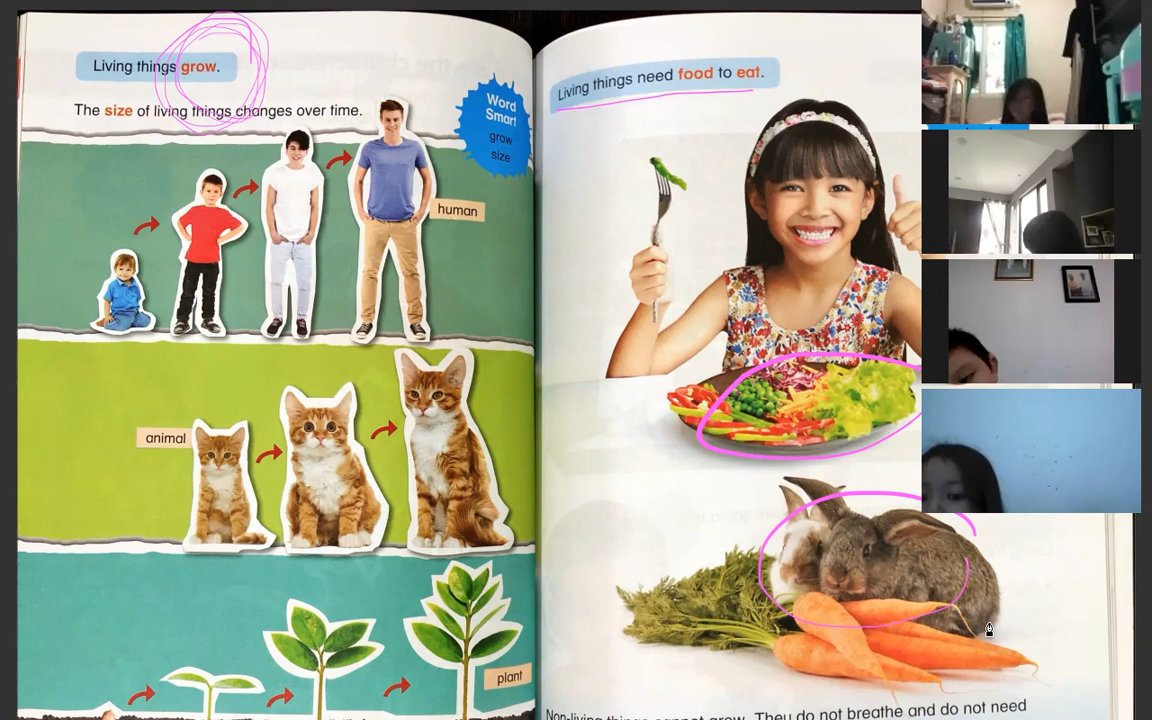 Living things grow.
The size of living things changes over time.
Word
Smart
grow
size
human
animal
plant
Living things need food to eat.
Non-living things cannot grow. They do not breathe and do not need